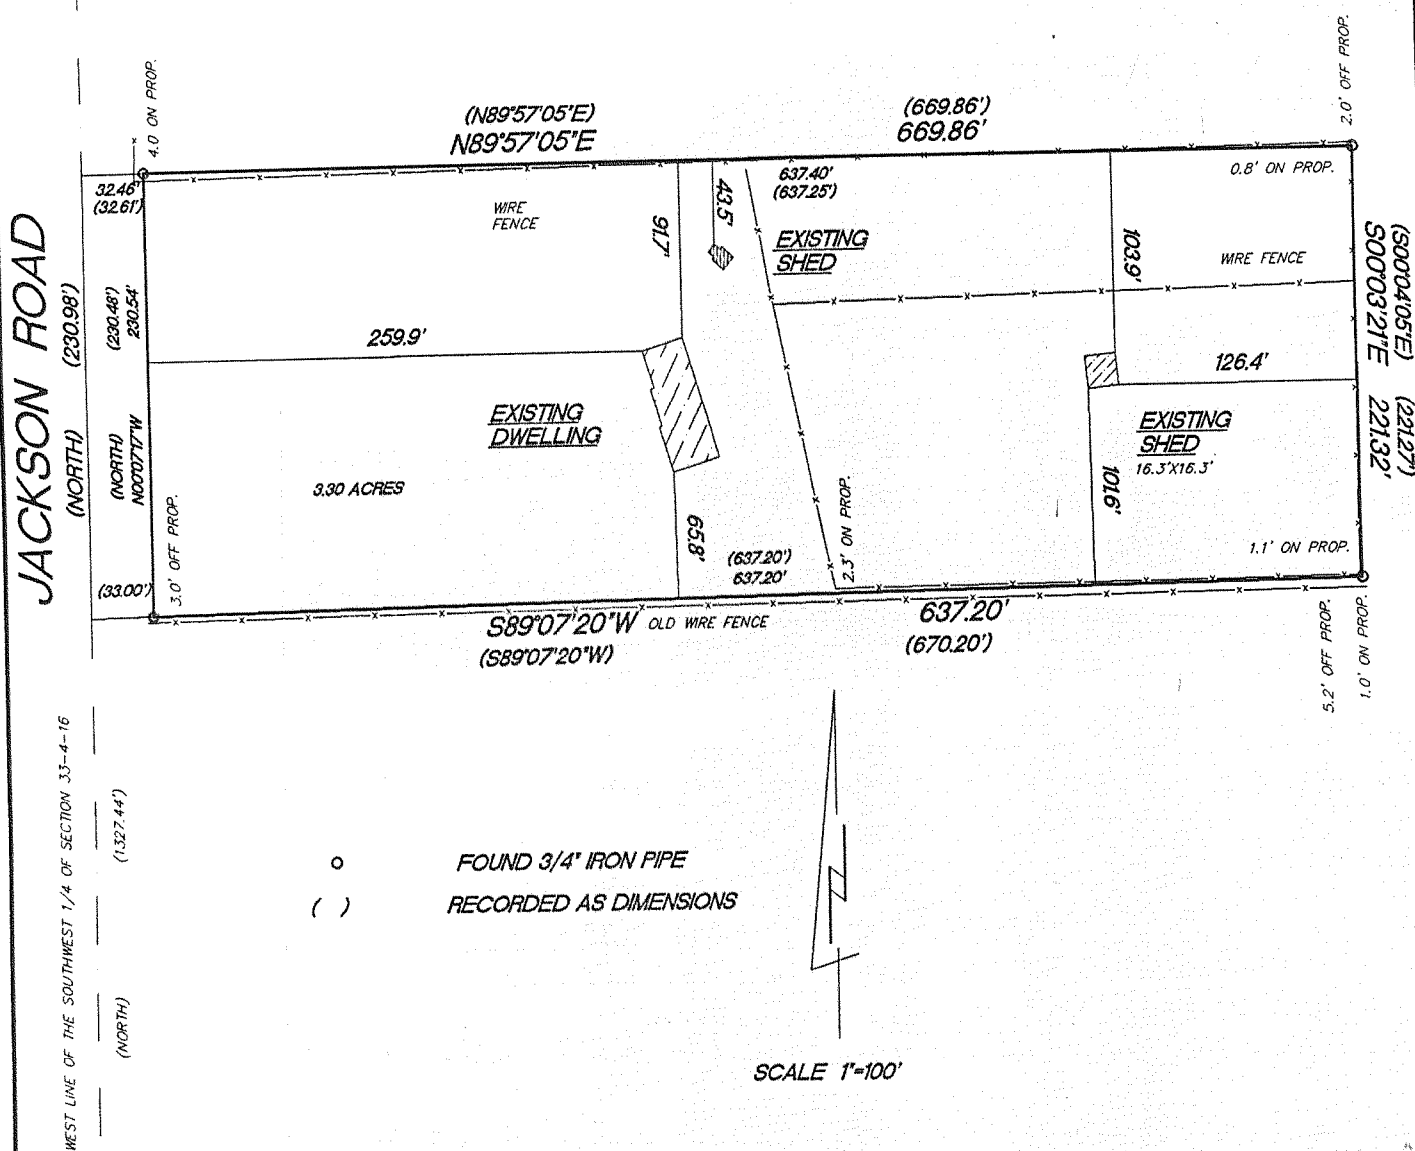 4.0 ON PROP.
(N89°57'05"E)
N89°57'05"E
(669.86')
669.86'
2.0' OFF PROP.
32.46'
(32.61')
WIRE
FENCE
91.7'
43.5'
637.40'
(637.25')
EXISTING
SHED
103.9'
0.8' ON PROP.
WIRE FENCE
(S00°04'05"E) (221.27')
S00°03'21"E 221.32'
JACKSON ROAD
(NORTH) (230.98')
(NORTH) (230.48')
N00°07'17"W 230.54'
259.9'
126.4'
EXISTING
DWELLING
EXISTING
SHED
16.3'X16.3'
3.30 ACRES
101.6'
65.8'
2.3' ON PROP.
3.0' OFF PROP.
(33.00')
(637.20')
637.20'
1.1' ON PROP.
S89°07'20"W
(S89°07'20"W)
OLD WIRE FENCE
637.20'
(670.20')
5.2' OFF PROP.
1.0' ON PROP.
WEST LINE OF THE SOUTHWEST 1/4 OF SECTION 33-4-16
(NORTH) (1327.44')
FOUND 3/4" IRON PIPE
( ) RECORDED AS DIMENSIONS
SCALE 1"=100'